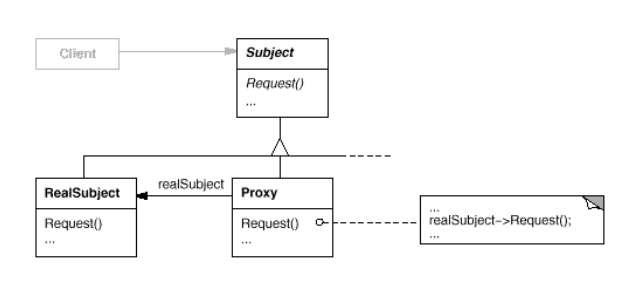 Client
Subject
Request()
...
RealSubject
Request()
...
realSubject
Proxy
Request()
...
...
realSubject–>Request();
...